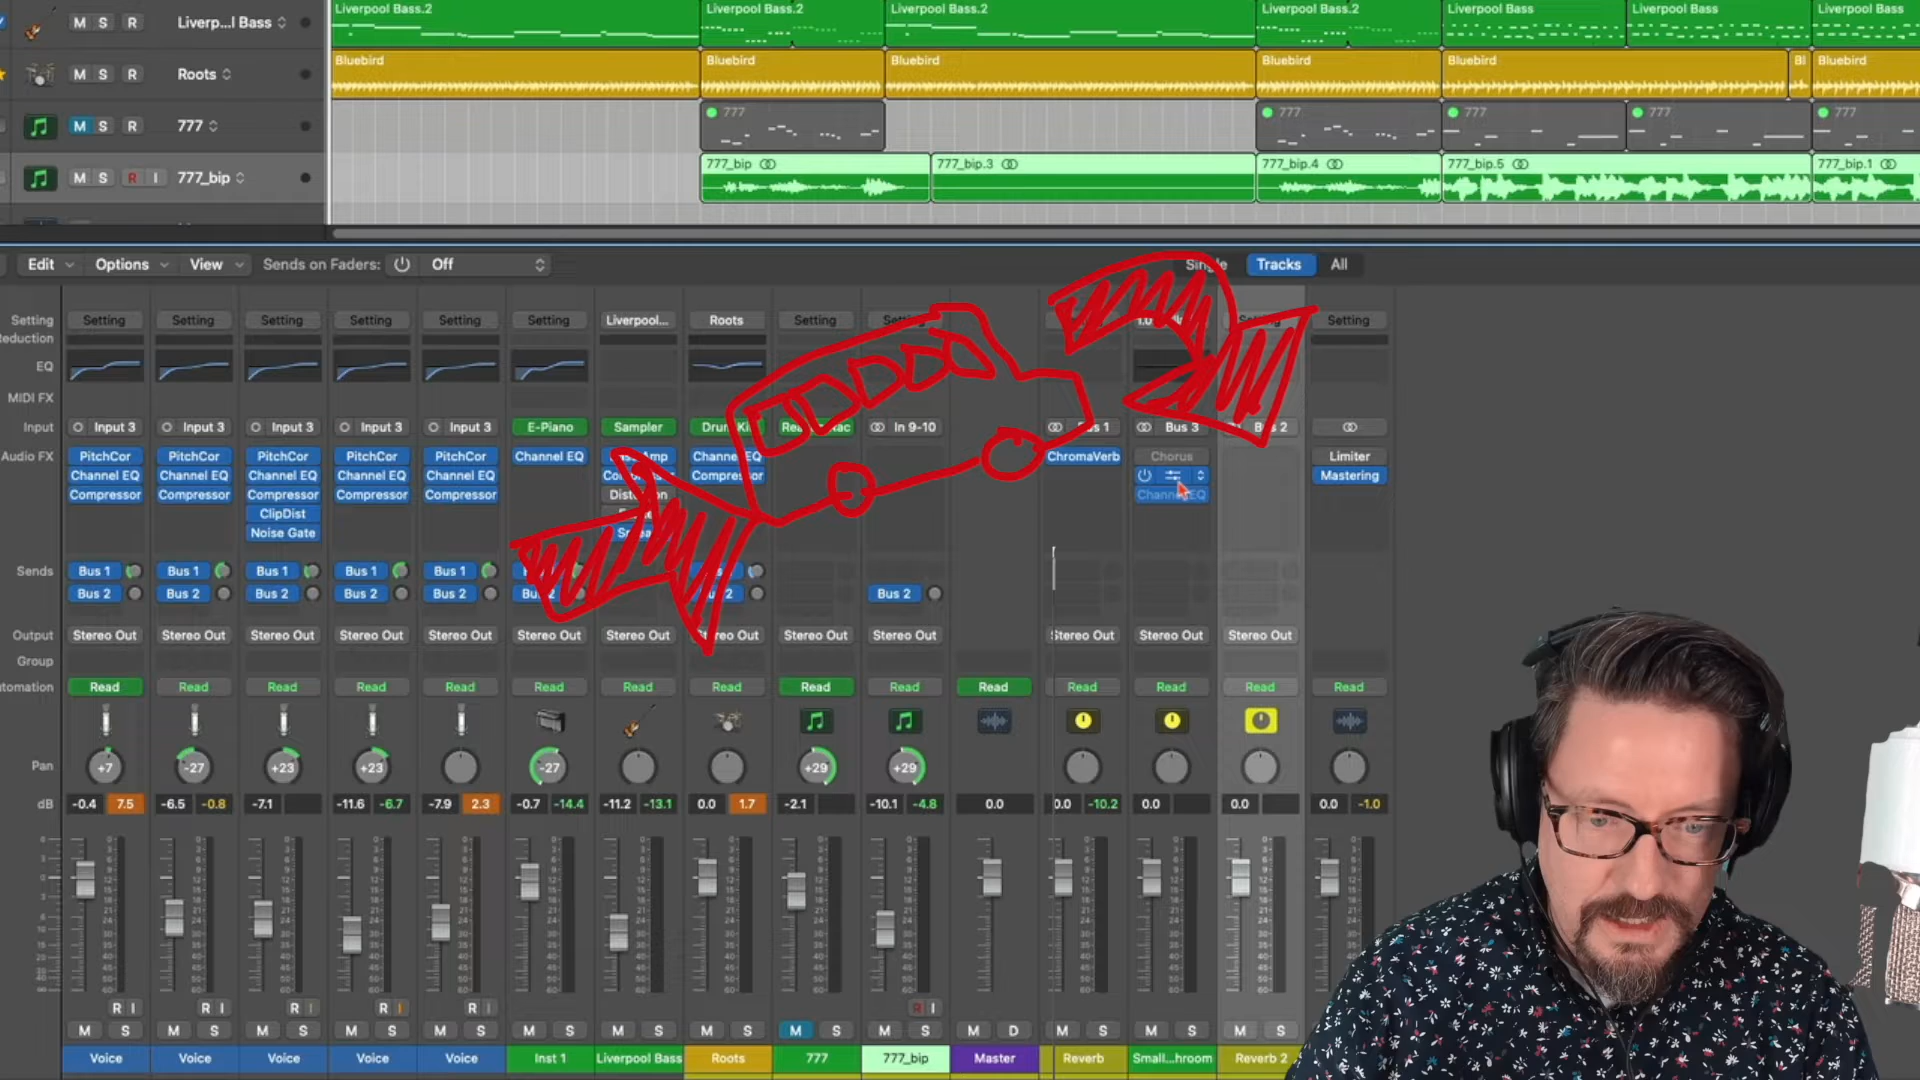 M S R Liverp...l Bass
Liverpool Bass.2 Liverpool Bass.2 Liverpool Bass.2 Liverpool Bass.2 Liverpool Bass Liverpool Bass Liverpool Bass
M S R Roots
Bluebird Bluebird Bluebird Bluebird Bluebird Bl Bluebird
M S R 777
777 777 777 777 777
M S R I 777_bip
777_bip 777_bip.3 777_bip.4 777_bip.5 777_bip.1
Edit Options View Sends on Faders: Off Single Tracks All
Setting Setting Setting Setting Setting Setting Setting Liverpool... Roots Setting Setting Setting
eduction
EQ
MIDI FX
Input Input 3 Input 3 Input 3 Input 3 Input 3 E-Piano Sampler In 9-10 Bus 3
Audio FX PitchCor PitchCor PitchCor PitchCor PitchCor Channel EQ Channel EQ ChromaVerb Chorus Limiter
Channel EQ Channel EQ Channel EQ Channel EQ Channel EQ Compressor Mastering
Compressor Compressor Compressor Compressor Compressor Channel EQ
ClipDist
Noise Gate
Sends Bus 1 Bus 1 Bus 1 Bus 1 Bus 1
Bus 2 Bus 2 Bus 2 Bus 2 Bus 2 Bus 2
Output Stereo Out Stereo Out Stereo Out Stereo Out Stereo Out Stereo Out Stereo Out Stereo Out Stereo Out Stereo Out Stereo Out Stereo Out Stereo Out
Group
tomation Read Read Read Read Read Read Read Read Read Read Read Read Read Read Read
Pan +7 -27 +23 +23 -27 +29 +29
dB -0.4 7.5 -6.5 -0.8 -7.1 -11.6 -6.7 -7.9 2.3 -0.7 -14.4 -11.2 -13.1 0.0 1.7 -2.1 -10.1 -4.8 0.0 0.0 -10.2 0.0 0.0 0.0 -1.0
R I R I R I R I R I R I
M S M S M S M S M S M S M S M S M S M S M D M S M S M S
Voice Voice Voice Voice Voice Inst 1 Liverpool Bass Roots 777 777_bip Master Reverb Small...hroom Reverb 2